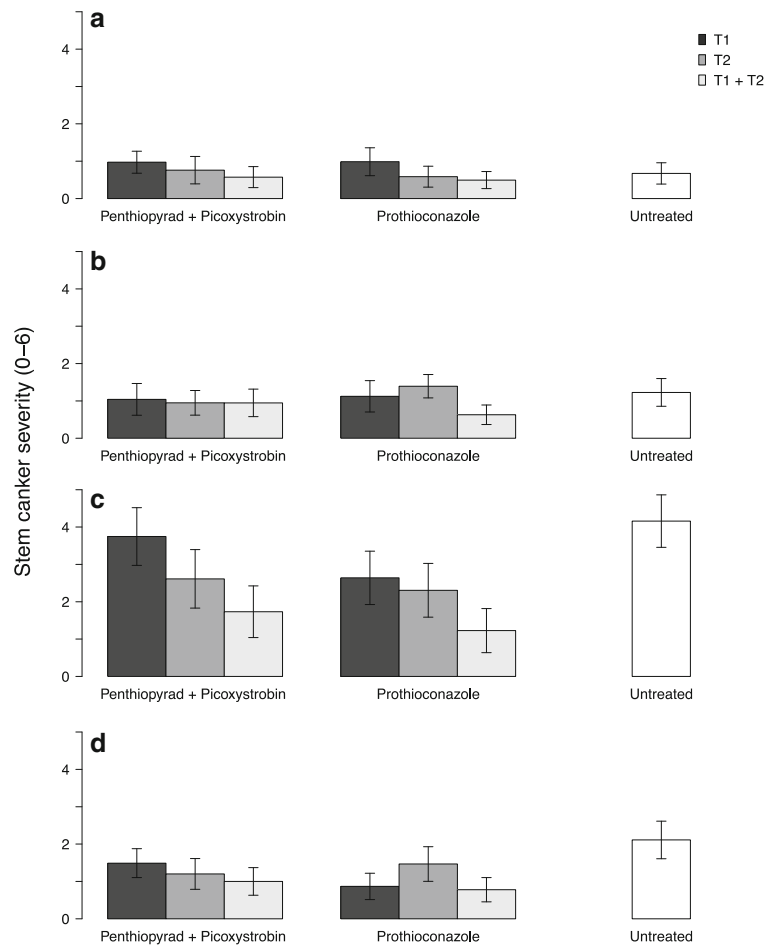 a
T1
T2
T1 + T2
4
2
0
Penthiopyrad + Picoxystrobin
Prothioconazole
Untreated
b
4
2
0
Penthiopyrad + Picoxystrobin
Prothioconazole
Untreated
Stem canker severity (0–6)
c
4
2
0
Penthiopyrad + Picoxystrobin
Prothioconazole
Untreated
d
4
2
0
Penthiopyrad + Picoxystrobin
Prothioconazole
Untreated